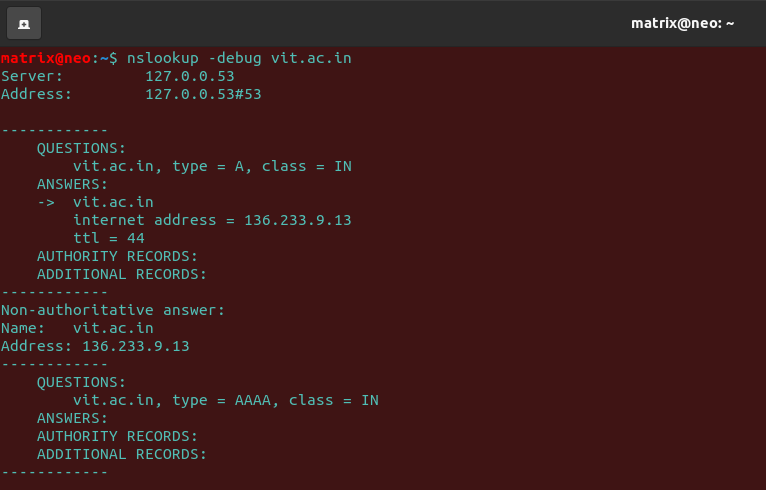 matrix@neo: ~
matrix@neo:~$ nslookup -debug vit.ac.in
Server:         127.0.0.53
Address:        127.0.0.53#53
------------
    QUESTIONS:
        vit.ac.in, type = A, class = IN
    ANSWERS:
    ->  vit.ac.in
        internet address = 136.233.9.13
        ttl = 44
    AUTHORITY RECORDS:
    ADDITIONAL RECORDS:
------------
Non-authoritative answer:
Name:   vit.ac.in
Address: 136.233.9.13
------------
    QUESTIONS:
        vit.ac.in, type = AAAA, class = IN
    ANSWERS:
    AUTHORITY RECORDS:
    ADDITIONAL RECORDS:
------------